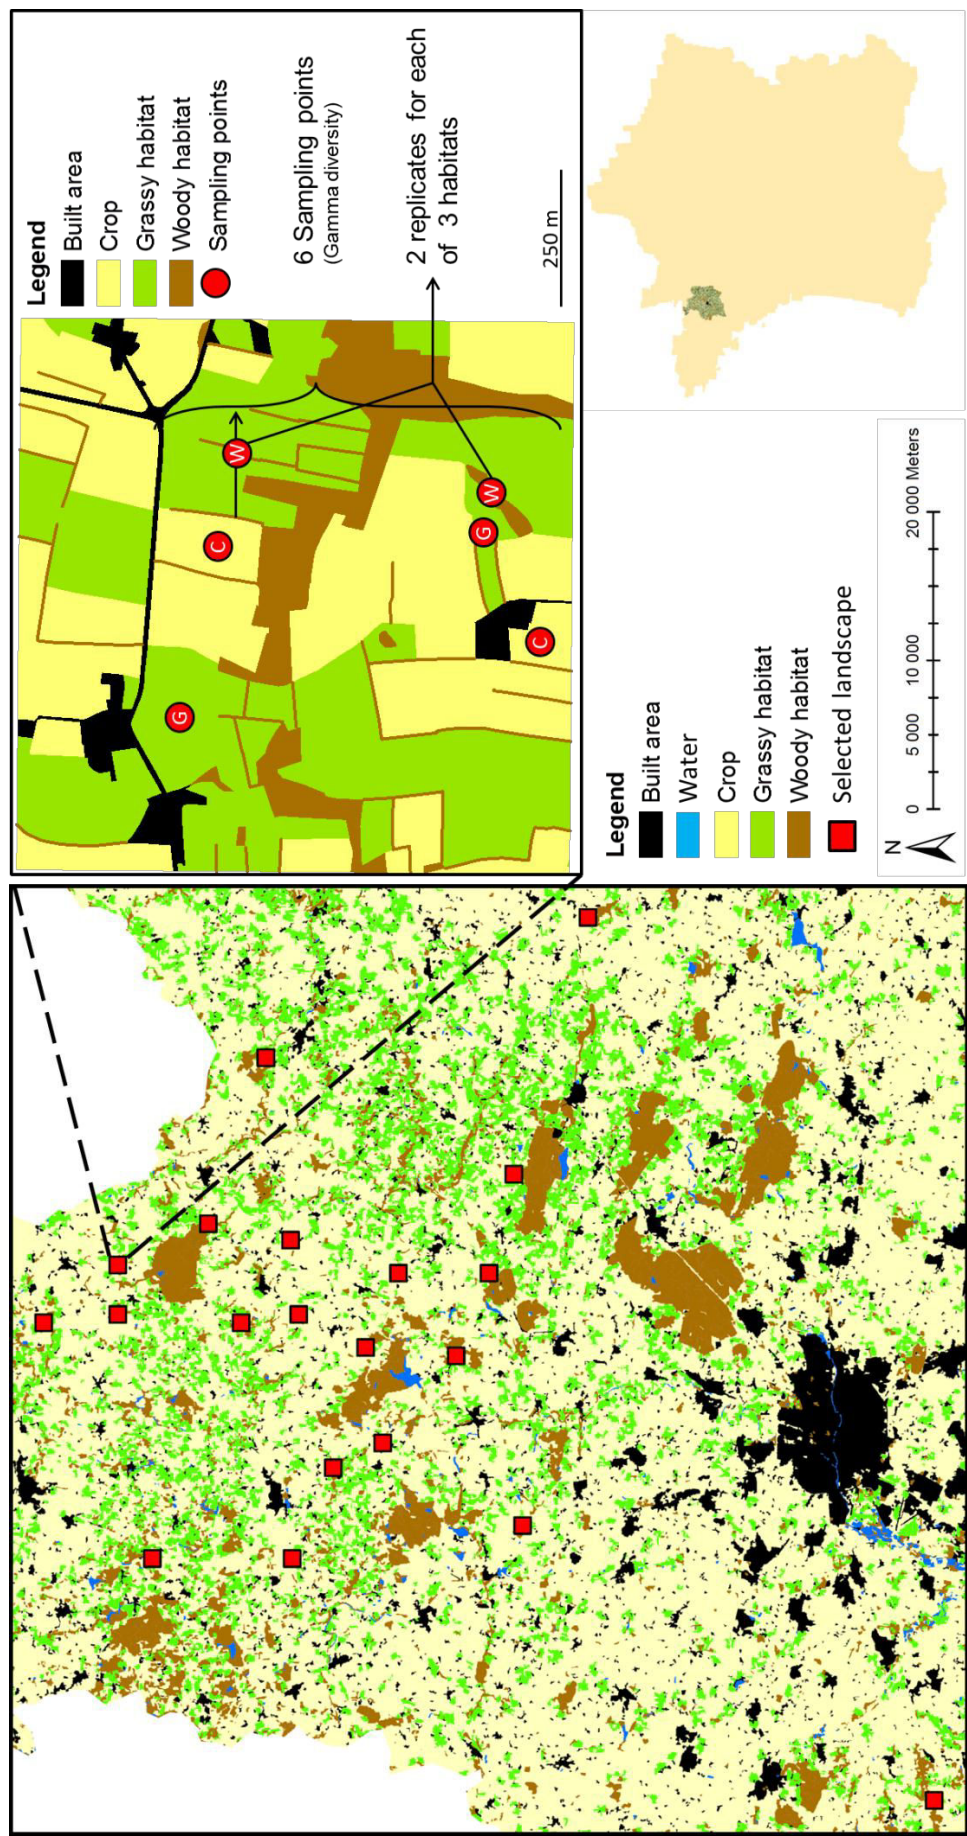 Legend
Built area
Crop
Grassy habitat
Woody habitat
Sampling points
6 Sampling points
(Gamma diversity)
2 replicates for each
of 3 habitats
250 m
G
C
W
G
W
C
Legend
Built area
Water
Crop
Grassy habitat
Woody habitat
Selected landscape
N
0 5 000 10 000 20 000 Meters